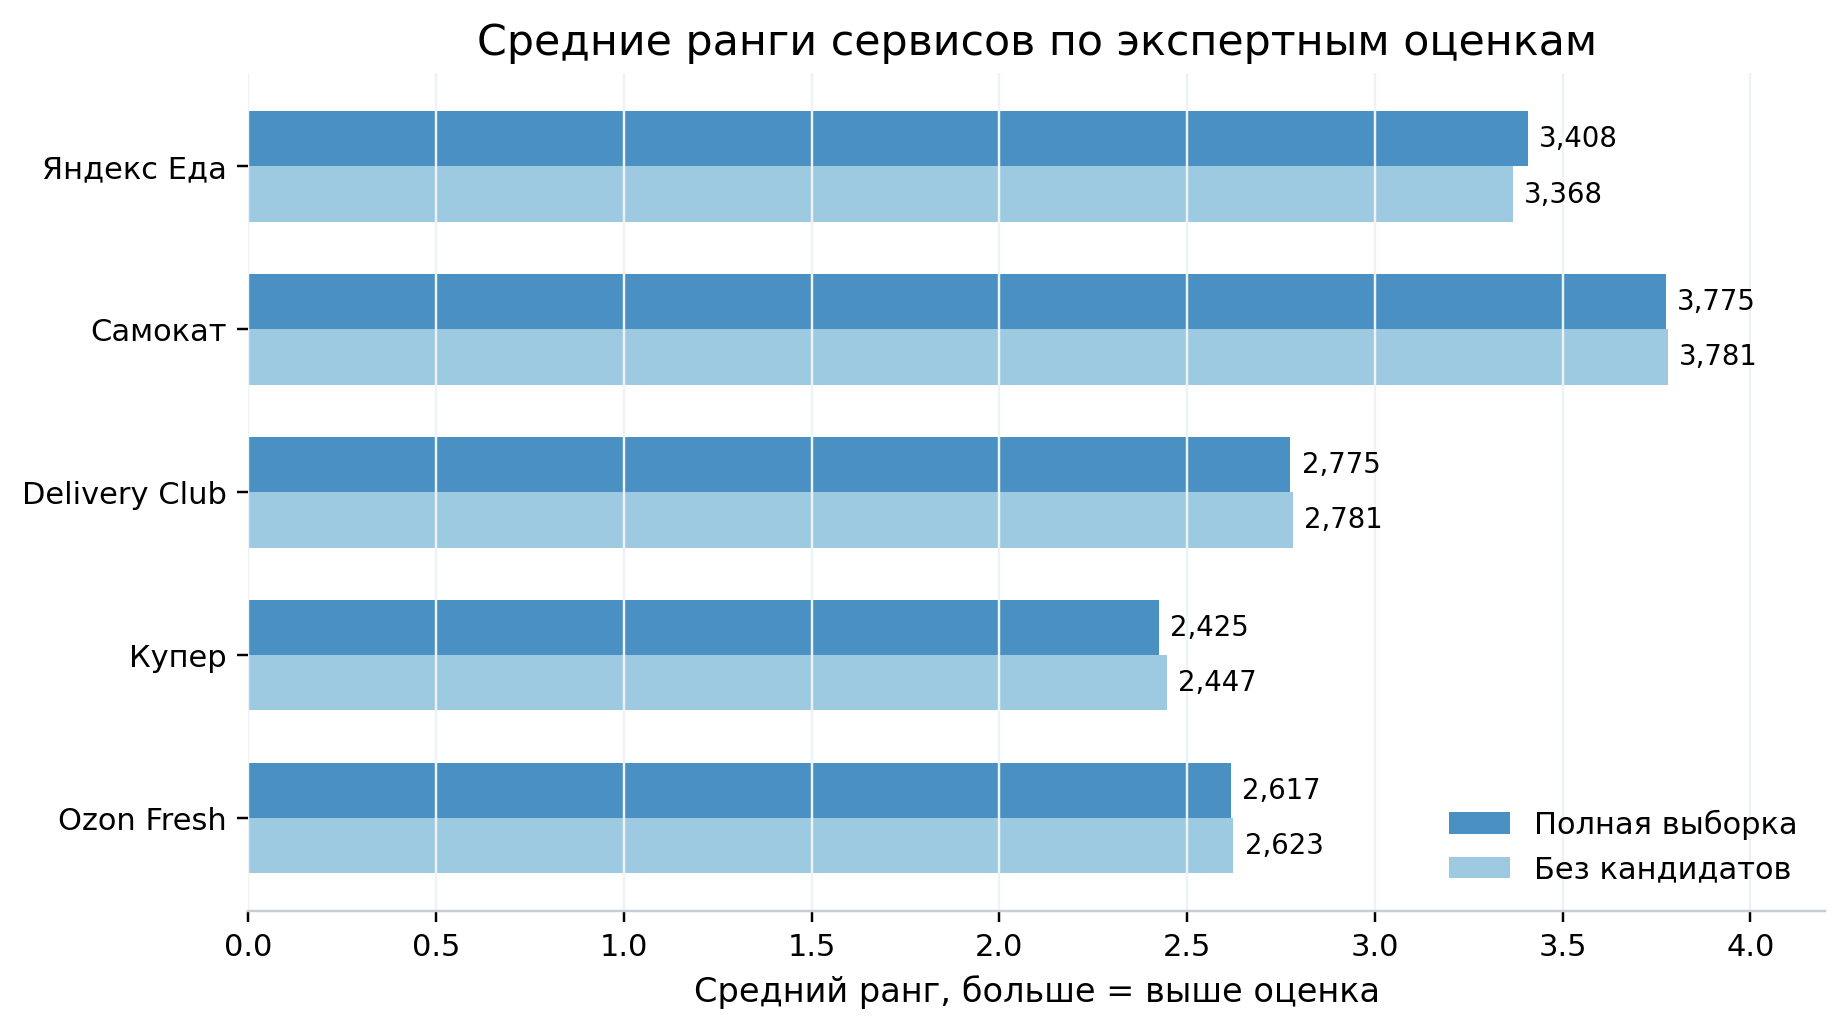 Средние ранги сервисов по экспертным оценкам
Яндекс Еда
3,408
3,368
Самокат
3,775
3,781
Delivery Club
2,775
2,781
Купер
2,425
2,447
Ozon Fresh
2,617
2,623
Полная выборка
Без кандидатов
0.0 0.5 1.0 1.5 2.0 2.5 3.0 3.5 4.0
Средний ранг, больше = выше оценка